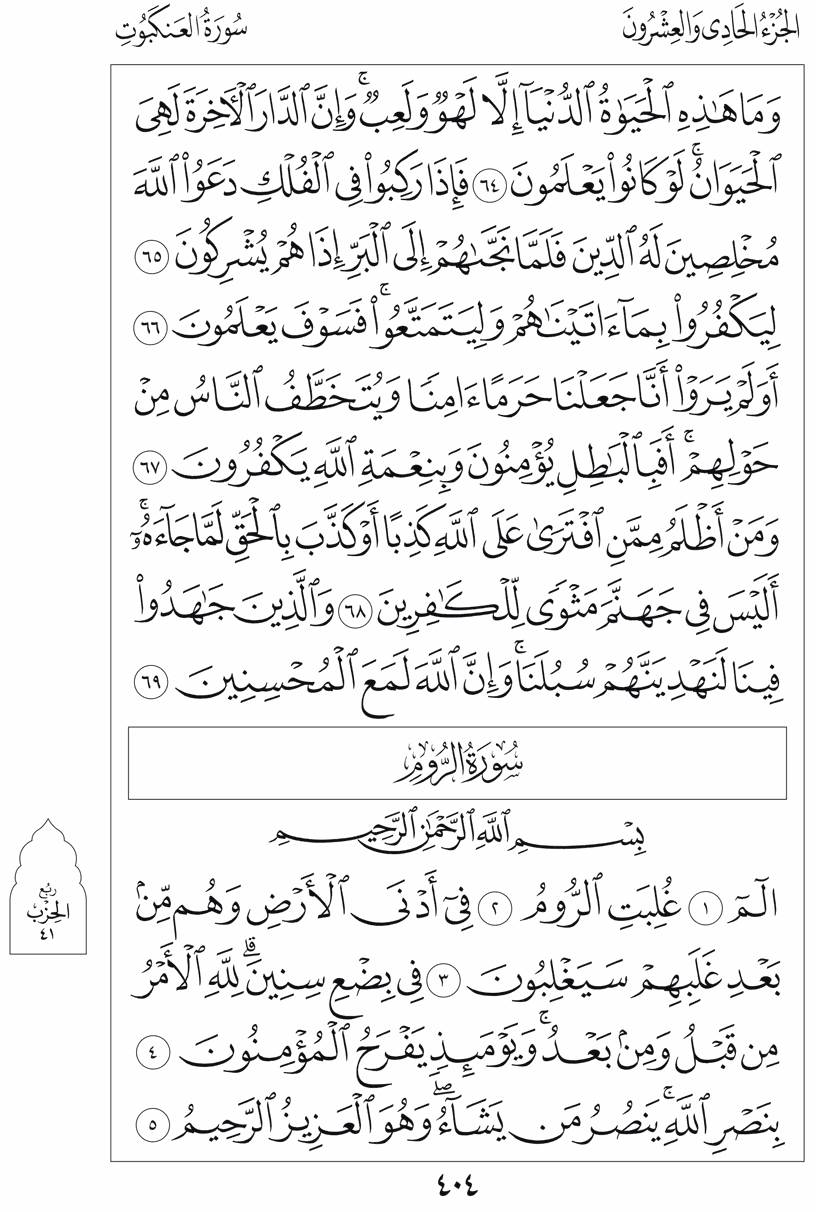 الجُزْءُ الحَادِى وَالعِشْرُونَ
سُورَةُ العَنكَبُوتِ
وَمَا هَٰذِهِ ٱلْحَيَوٰةُ ٱلدُّنْيَآ إِلَّا لَهْوٌ وَلَعِبٌ ۚ وَإِنَّ ٱلدَّارَ ٱلْأَخِرَةَ لَهِىَ
ٱلْحَيَوَانُ ۚ لَوْ كَانُوا۟ يَعْلَمُونَ ٦٤ فَإِذَا رَكِبُوا۟ فِى ٱلْفُلْكِ دَعَوُا۟ ٱللَّهَ
مُخْلِصِينَ لَهُ ٱلدِّينَ فَلَمَّا نَجَّىٰهُمْ إِلَى ٱلْبَرِّ إِذَا هُمْ يُشْرِكُونَ ٦٥
لِيَكْفُرُوا۟ بِمَآ ءَاتَيْنَٰهُمْ وَلِيَتَمَتَّعُوا۟ ۚ فَسَوْفَ يَعْلَمُونَ ٦٦
أَوَلَمْ يَرَوْا۟ أَنَّا جَعَلْنَا حَرَمًا ءَامِنًا وَيُتَخَطَّفُ ٱلنَّاسُ مِنْ
حَوْلِهِمْ ۚ أَفَبِٱلْبَٰطِلِ يُؤْمِنُونَ وَبِنِعْمَةِ ٱللَّهِ يَكْفُرُونَ ٦٧
وَمَنْ أَظْلَمُ مِمَّنِ ٱفْتَرَىٰ عَلَى ٱللَّهِ كَذِبًا أَوْ كَذَّبَ بِٱلْحَقِّ لَمَّا جَآءَهُۥٓ ۚ
أَلَيْسَ فِى جَهَنَّمَ مَثْوًى لِّلْكَٰفِرِينَ ٦٨ وَٱلَّذِينَ جَٰهَدُوا۟
فِينَا لَنَهْدِيَنَّهُمْ سُبُلَنَا ۚ وَإِنَّ ٱللَّهَ لَمَعَ ٱلْمُحْسِنِينَ ٦٩
سُورَةُ الرُّومِ
بِسْمِ ٱللَّهِ ٱلرَّحْمَٰنِ ٱلرَّحِيمِ
الٓمٓ ١ غُلِبَتِ ٱلرُّومُ ٢ فِىٓ أَدْنَى ٱلْأَرْضِ وَهُم مِّنۢ
بَعْدِ غَلَبِهِمْ سَيَغْلِبُونَ ٣ فِى بِضْعِ سِنِينَ ۗ لِلَّهِ ٱلْأَمْرُ
مِن قَبْلُ وَمِنۢ بَعْدُ ۚ وَيَوْمَئِذٍ يَفْرَحُ ٱلْمُؤْمِنُونَ ٤
بِنَصْرِ ٱللَّهِ ۚ يَنصُرُ مَن يَشَآءُ ۖ وَهُوَ ٱلْعَزِيزُ ٱلرَّحِيمُ ٥
رُبْع
الحِزْبِ
٤١
٤٠٤